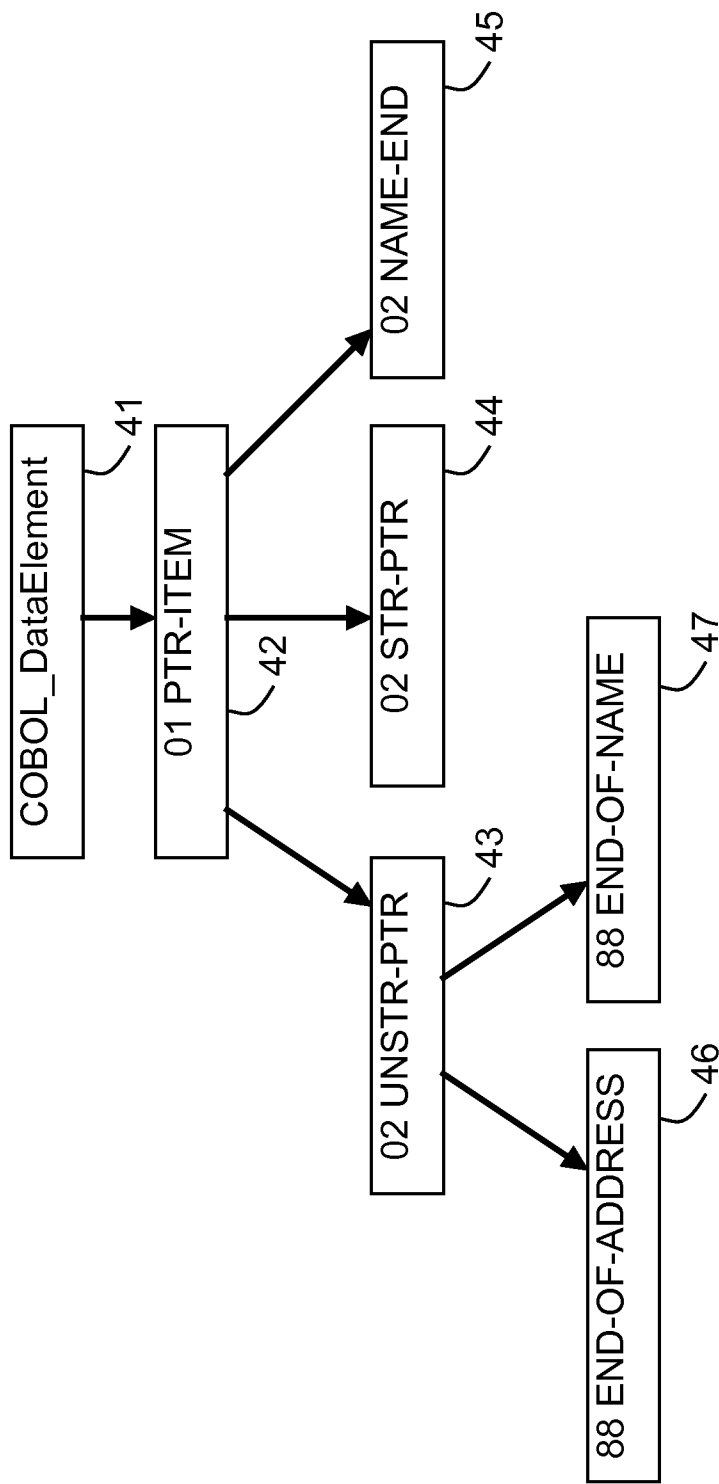 COBOL_DataElement
41
01 PTR-ITEM
42
02 UNSTR-PTR
43
02 STR-PTR
44
02 NAME-END
45
88 END-OF-ADDRESS
46
88 END-OF-NAME
47